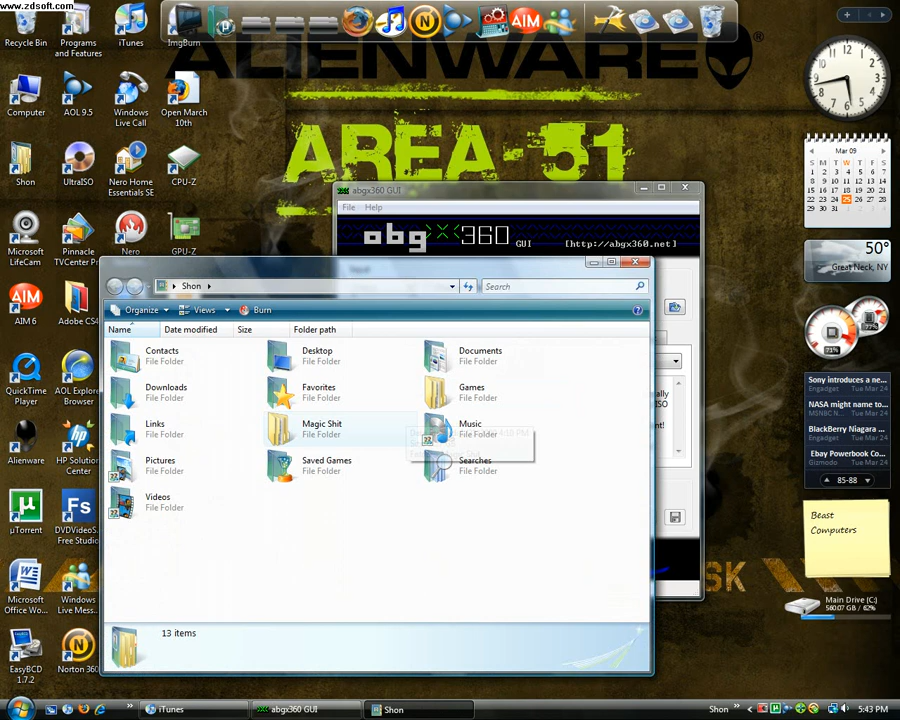 www.zdsoft.com
Recycle Bin
Programs and Features
iTunes
ImgBurn
AIM
ALIENWARE®
AREA-51
Computer
AOL 9.5
Windows Live Call
Open March 10th
Shon
UltraISO
Nero Home Essentials SE
CPU-Z
Microsoft LifeCam
Pinnacle TVCenter P
Nero
GPU-Z
AIM 6
Adobe CS4
QuickTime Player
AOL Explore Browser
Alienware
HP Solution Center
µTorrent
DVDVideoS Free Studio
Microsoft Office Wo...
Windows Live Mess..
EasyBCD 1.7.2
Norton 360
abgx360 GUI
File Help
abgx360 GUI [http://abgx360.net]
Shon
Search
Organize Views Burn
Name Date modified Size Folder path
Contacts
File Folder
Desktop
File Folder
Documents
File Folder
Downloads
File Folder
Favorites
File Folder
Games
File Folder
Links
File Folder
Magic Shit
File Folder
Music
File Folder
Pictures
File Folder
Saved Games
File Folder
Searches
File Folder
Videos
File Folder
13 items
12
Mar 09
S M T W T F S
1 2 3 4 5 6 7
8 9 10 11 12 13 14
15 16 17 18 19 20 21
22 23 24 25 26 27 28
29 30 31
50°
Great Neck, NY
71%
Sony introduces a ne...
Engadget Tue Mar 24
NASA might name to...
MSNBC N... Tue Mar 24
BlackBerry Niagara ...
Engadget Tue Mar 24
Ebay Powerbook Co...
Gizmodo Tue Mar 24
85-88
Beast
Computers
SK
Main Drive (C:)
560.07 GB / 62%
iTunes
abgx360 GUI
Shon
Shon
5:43 PM